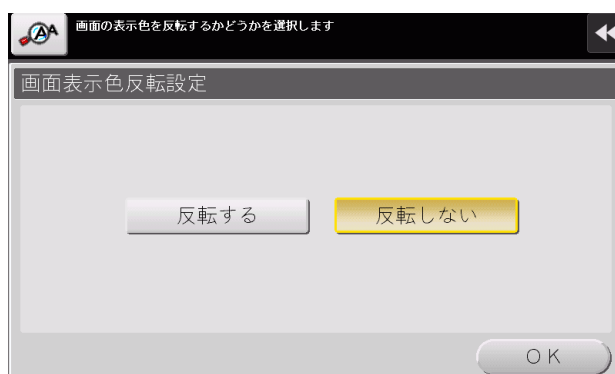 画面の表示色を反転するかどうかを選択します
画面表示色反転設定
反転する
反転しない
ＯＫ